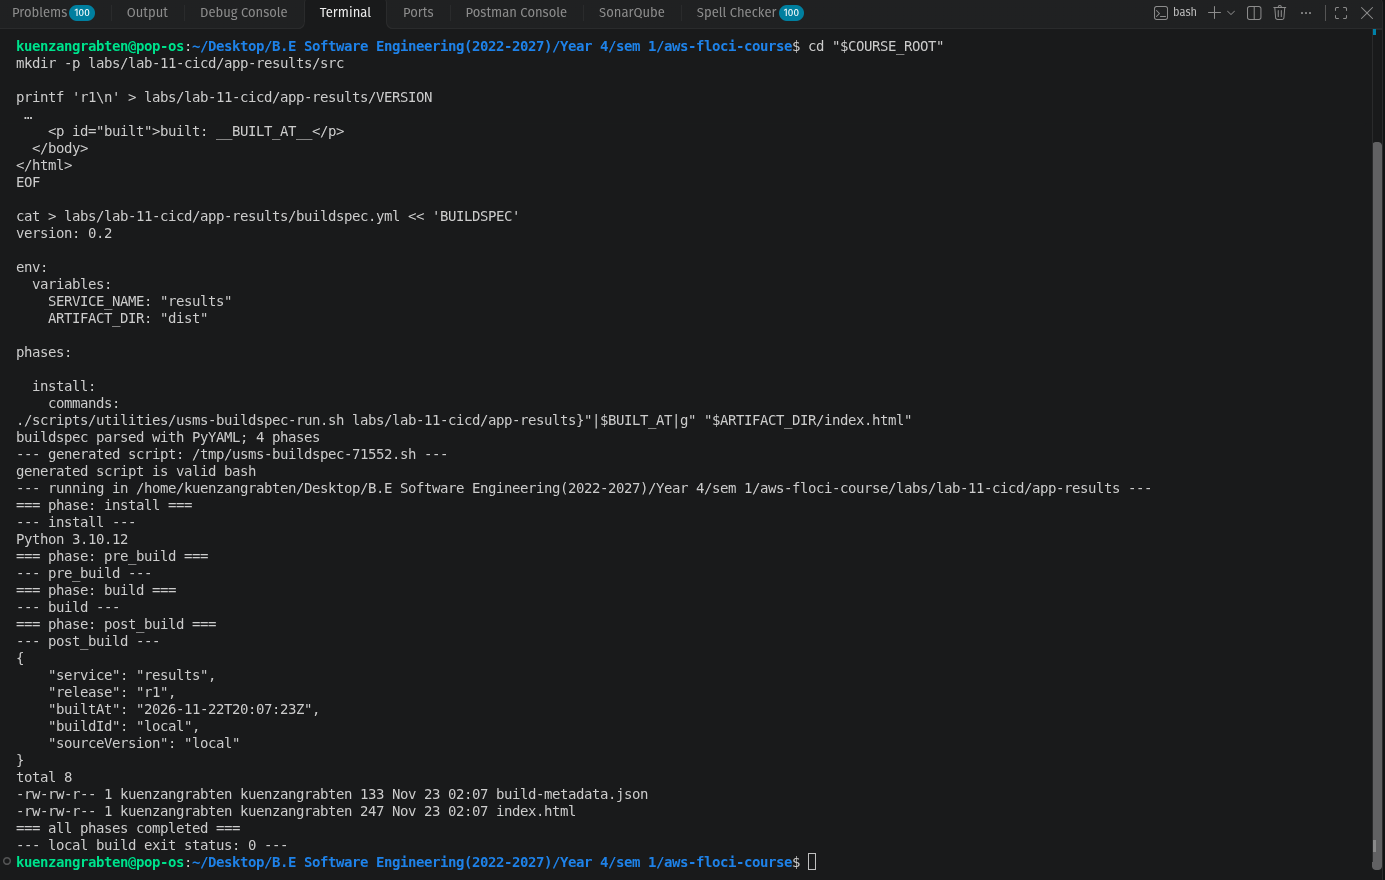 Problems 100 Output Debug Console Terminal Ports Postman Console SonarQube Spell Checker 100 bash
kuenzangrabten@pop-os:~/Desktop/B.E Software Engineering(2022-2027)/Year 4/sem 1/aws-floci-course$ cd "$COURSE_ROOT"
mkdir -p labs/lab-11-cicd/app-results/src

printf 'r1\n' > labs/lab-11-cicd/app-results/VERSION
 …
    <p id="built">built: __BUILT_AT__</p>
  </body>
</html>
EOF

cat > labs/lab-11-cicd/app-results/buildspec.yml << 'BUILDSPEC'
version: 0.2

env:
  variables:
    SERVICE_NAME: "results"
    ARTIFACT_DIR: "dist"

phases:

  install:
    commands:
./scripts/utilities/usms-buildspec-run.sh labs/lab-11-cicd/app-results}"|$BUILT_AT|g" "$ARTIFACT_DIR/index.html"
buildspec parsed with PyYAML; 4 phases
--- generated script: /tmp/usms-buildspec-71552.sh ---
generated script is valid bash
--- running in /home/kuenzangrabten/Desktop/B.E Software Engineering(2022-2027)/Year 4/sem 1/aws-floci-course/labs/lab-11-cicd/app-results ---
=== phase: install ===
--- install ---
Python 3.10.12
=== phase: pre_build ===
--- pre_build ---
=== phase: build ===
--- build ---
=== phase: post_build ===
--- post_build ---
{
    "service": "results",
    "release": "r1",
    "builtAt": "2026-11-22T20:07:23Z",
    "buildId": "local",
    "sourceVersion": "local"
}
total 8
-rw-rw-r-- 1 kuenzangrabten kuenzangrabten 133 Nov 23 02:07 build-metadata.json
-rw-rw-r-- 1 kuenzangrabten kuenzangrabten 247 Nov 23 02:07 index.html
=== all phases completed ===
--- local build exit status: 0 ---
kuenzangrabten@pop-os:~/Desktop/B.E Software Engineering(2022-2027)/Year 4/sem 1/aws-floci-course$